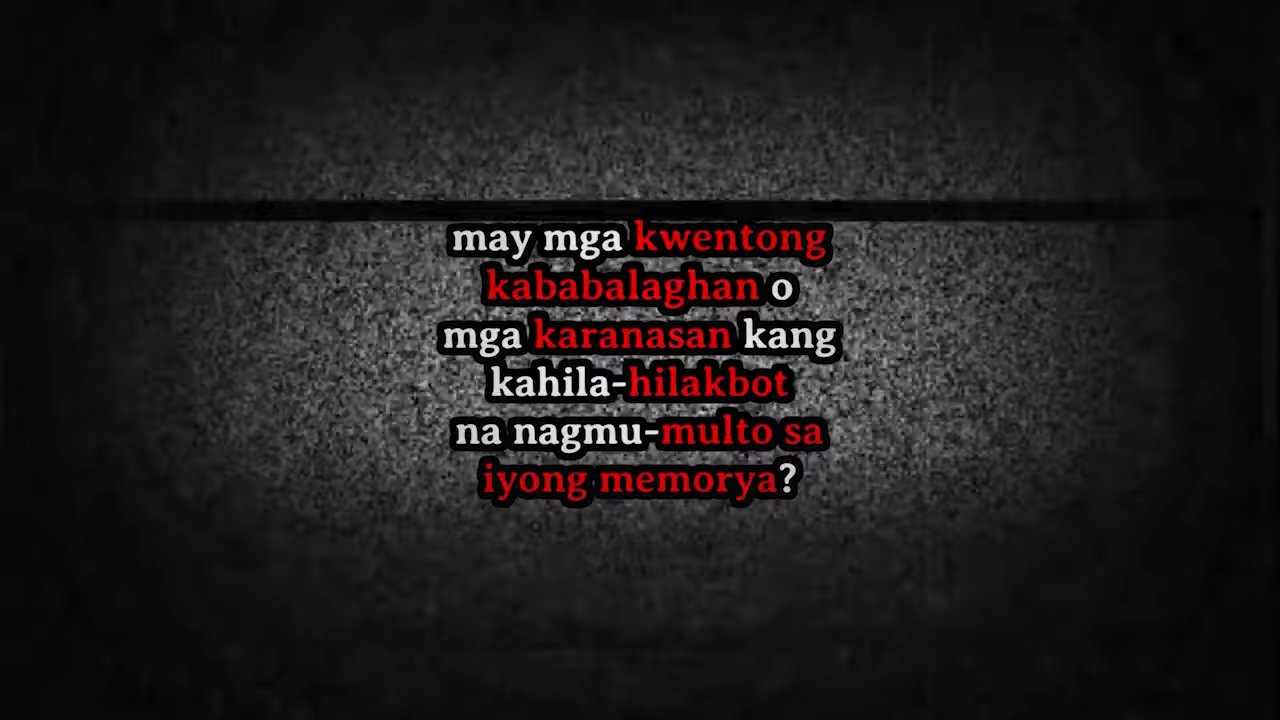 may mga kwentong
kababalaghan o
mga karanasan kang
kahila-hilakbot
na nagmu-multo sa
iyong memorya?